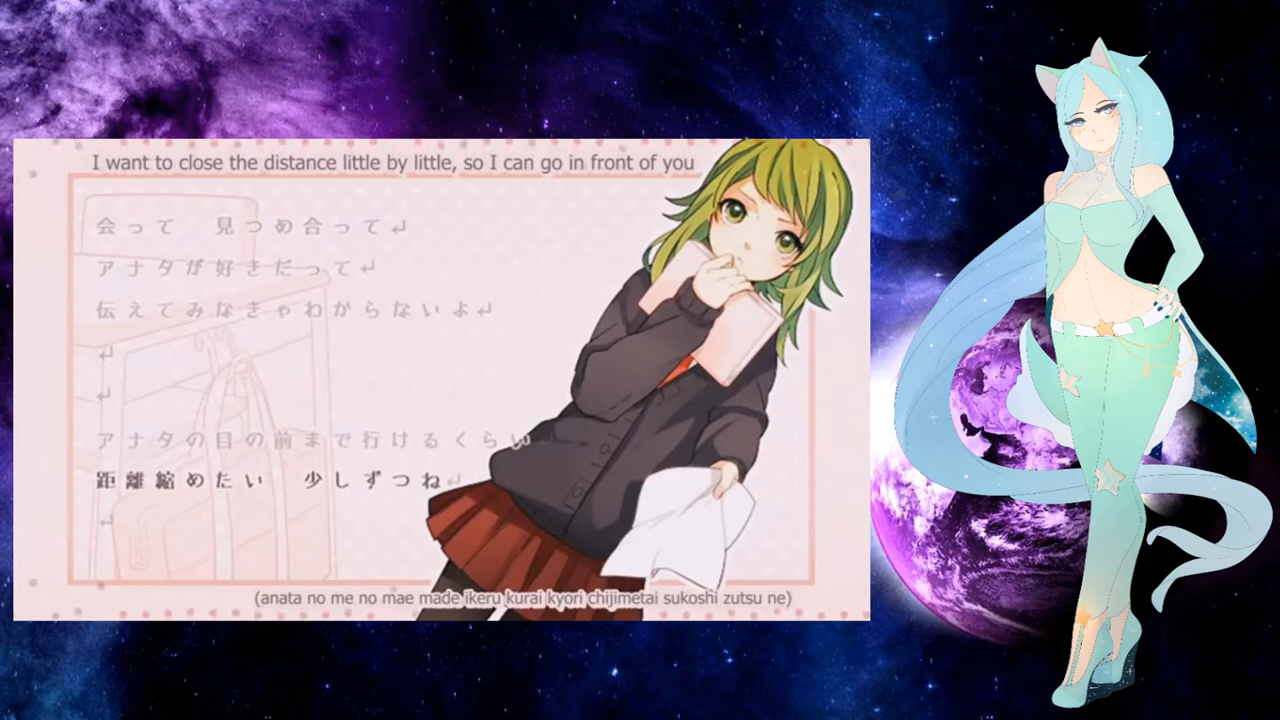 I want to close the distance little by little, so I can go in front of you
会って　見つめ合って↲
アナタが好きだって↲
伝えてみなきゃわからないよ↲
↲
↲
アナタの目の前まで行けるくらい
距離縮めたい　少しずつね↲
↲
(anata no me no mae made ikeru kurai kyori chijimetai sukoshi zutsu ne)